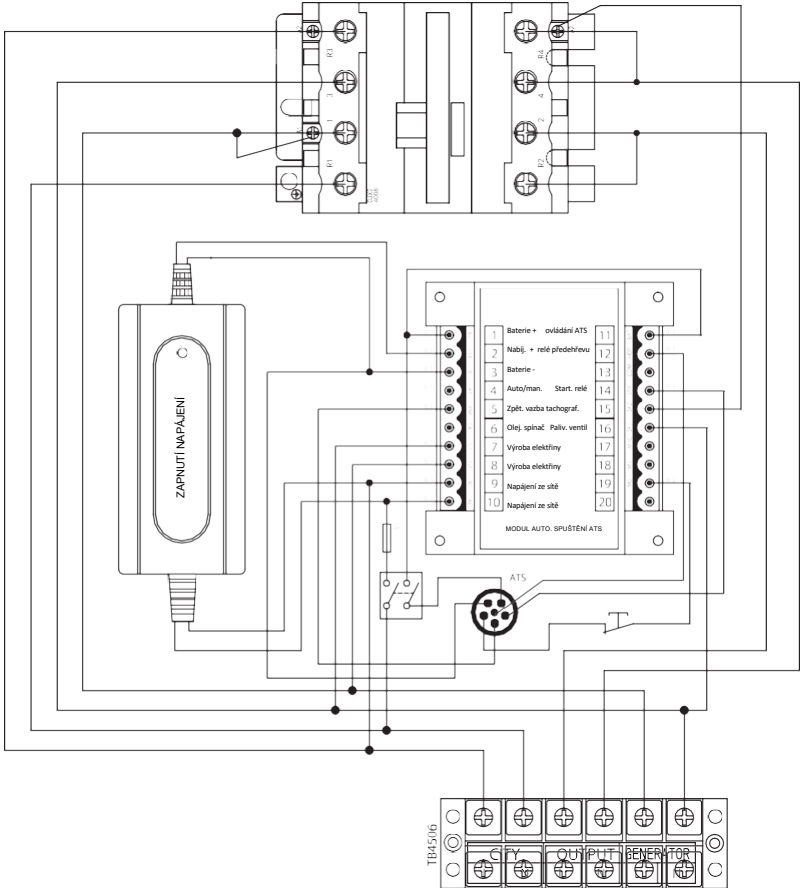 R3
R4
3
4
1
2
R1
R2
ZAPNUTÍ NAPÁJENÍ
1 Baterie + ovládání ATS 11
2 Nabíj. + relé předehřevu 12
3 Baterie - 13
4 Auto/man. Start. relé 14
5 Zpět. vazba tachograf. 15
6 Olej. spínač Paliv. ventil 16
7 Výroba elektřiny 17
8 Výroba elektřiny 18
9 Napájení ze sítě 19
10 Napájení ze sítě 20
MODUL AUTO. SPUŠTĚNÍ ATS
ATS
TB4506
CITY OUTPUT GENERATOR